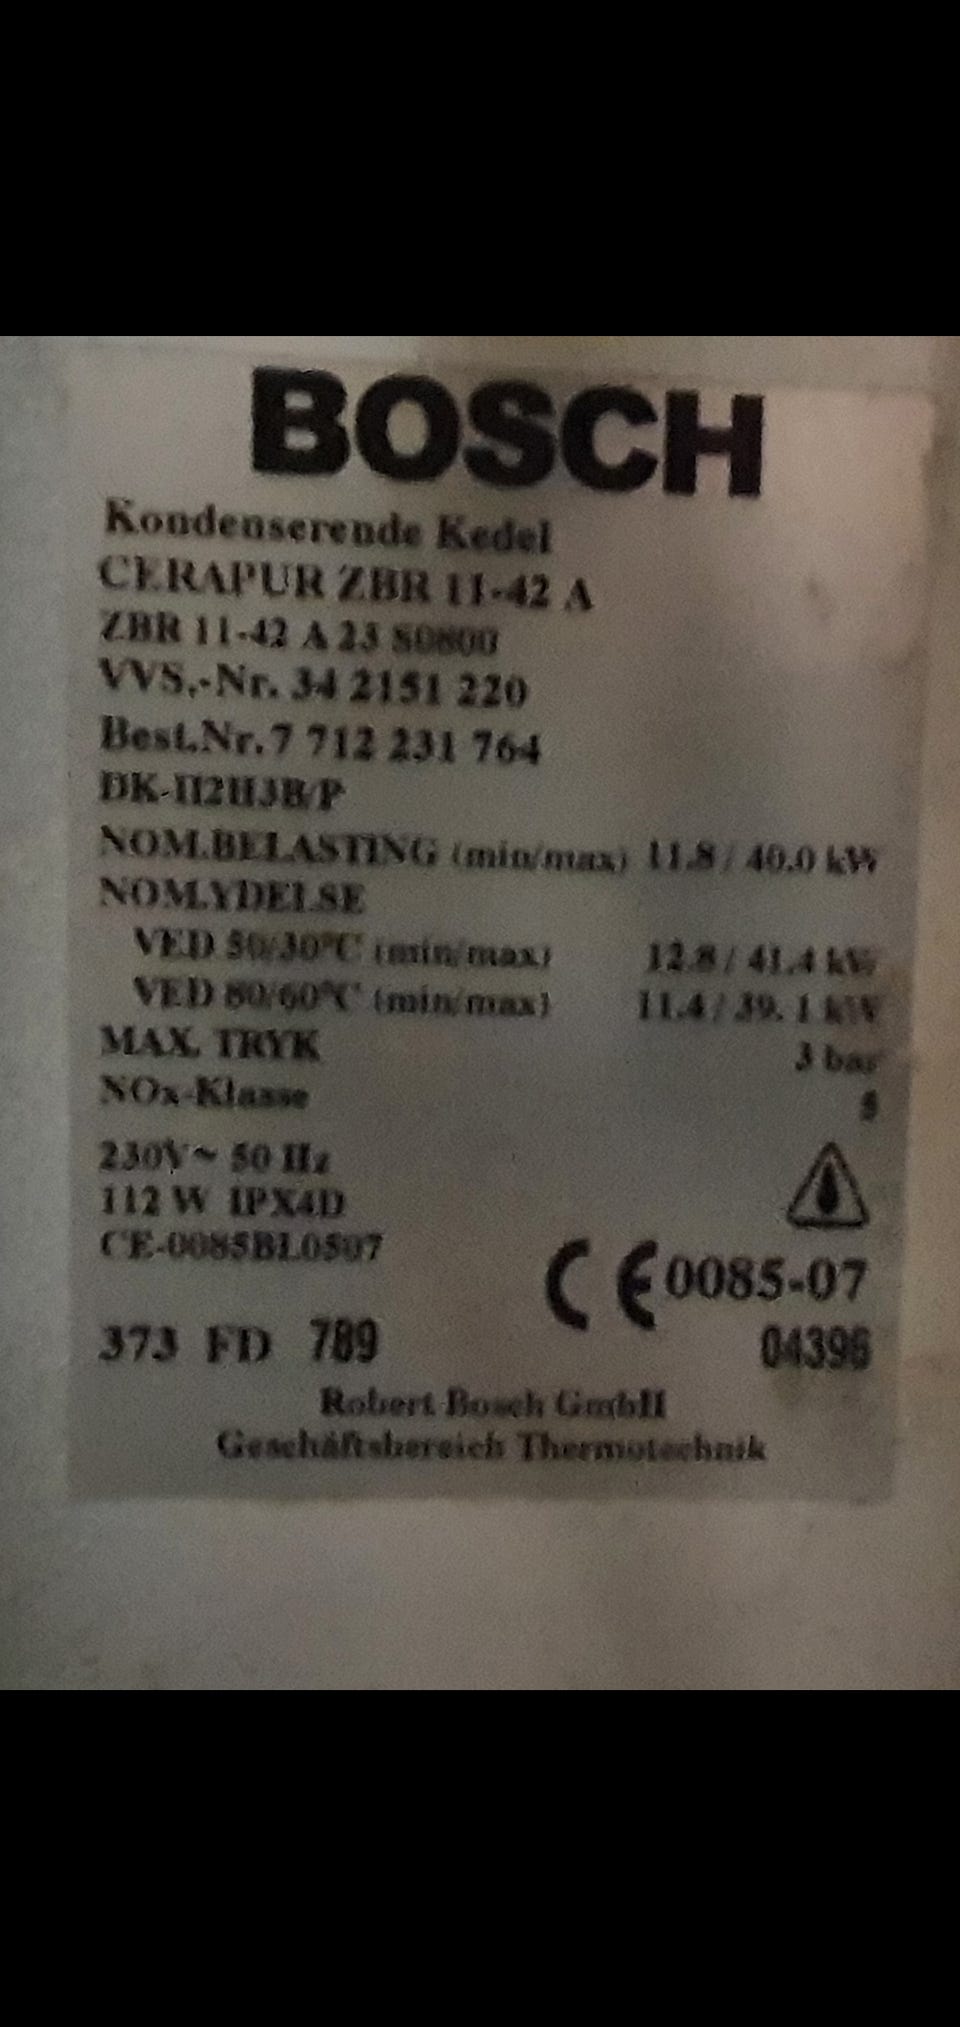 BOSCH
Kondenserende Kedel
CERAPUR ZBR 11-42 A
ZBR 11-42 A 23 S0800
VVS.-Nr. 34 2151 220
Best.Nr. 7 712 231 764
DK-II2H3B/P
NOM.BELASTING (min/max) 11.8 / 40.0 kW
NOM.YDELSE
VED 50/30°C (min/max) 12.8 / 41.4 kW
VED 80/60°C (min/max) 11.4 / 39.1 kW
MAX. TRYK 3 bar
NOx-Klasse 5
230V~ 50 Hz
112 W IPX4D
CE-0085BL0507
CE 0085-07
373 FD 789 04396
Robert Bosch GmbH
Geschäftsbereich Thermotechnik